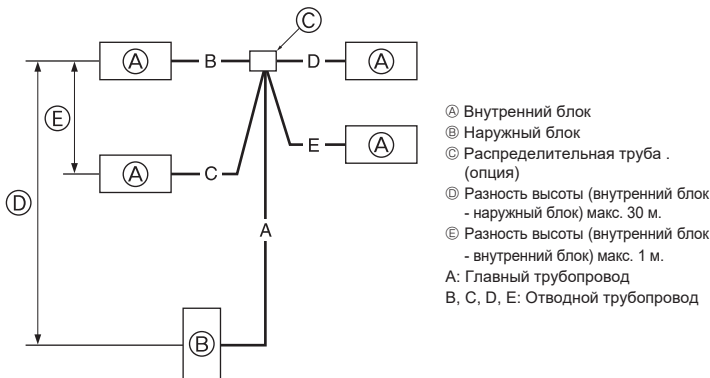 Ⓒ
Ⓐ B D Ⓐ
Ⓔ
E Ⓐ
Ⓐ C
Ⓓ
A
Ⓑ
Ⓐ Внутренний блок
Ⓑ Наружный блок
Ⓒ Распределительная труба .
(опция)
Ⓓ Разность высоты (внутренний блок
- наружный блок) макс. 30 м.
Ⓔ Разность высоты (внутренний блок
- внутренний блок) макс. 1 м.
A: Главный трубопровод
B, C, D, E: Отводной трубопровод